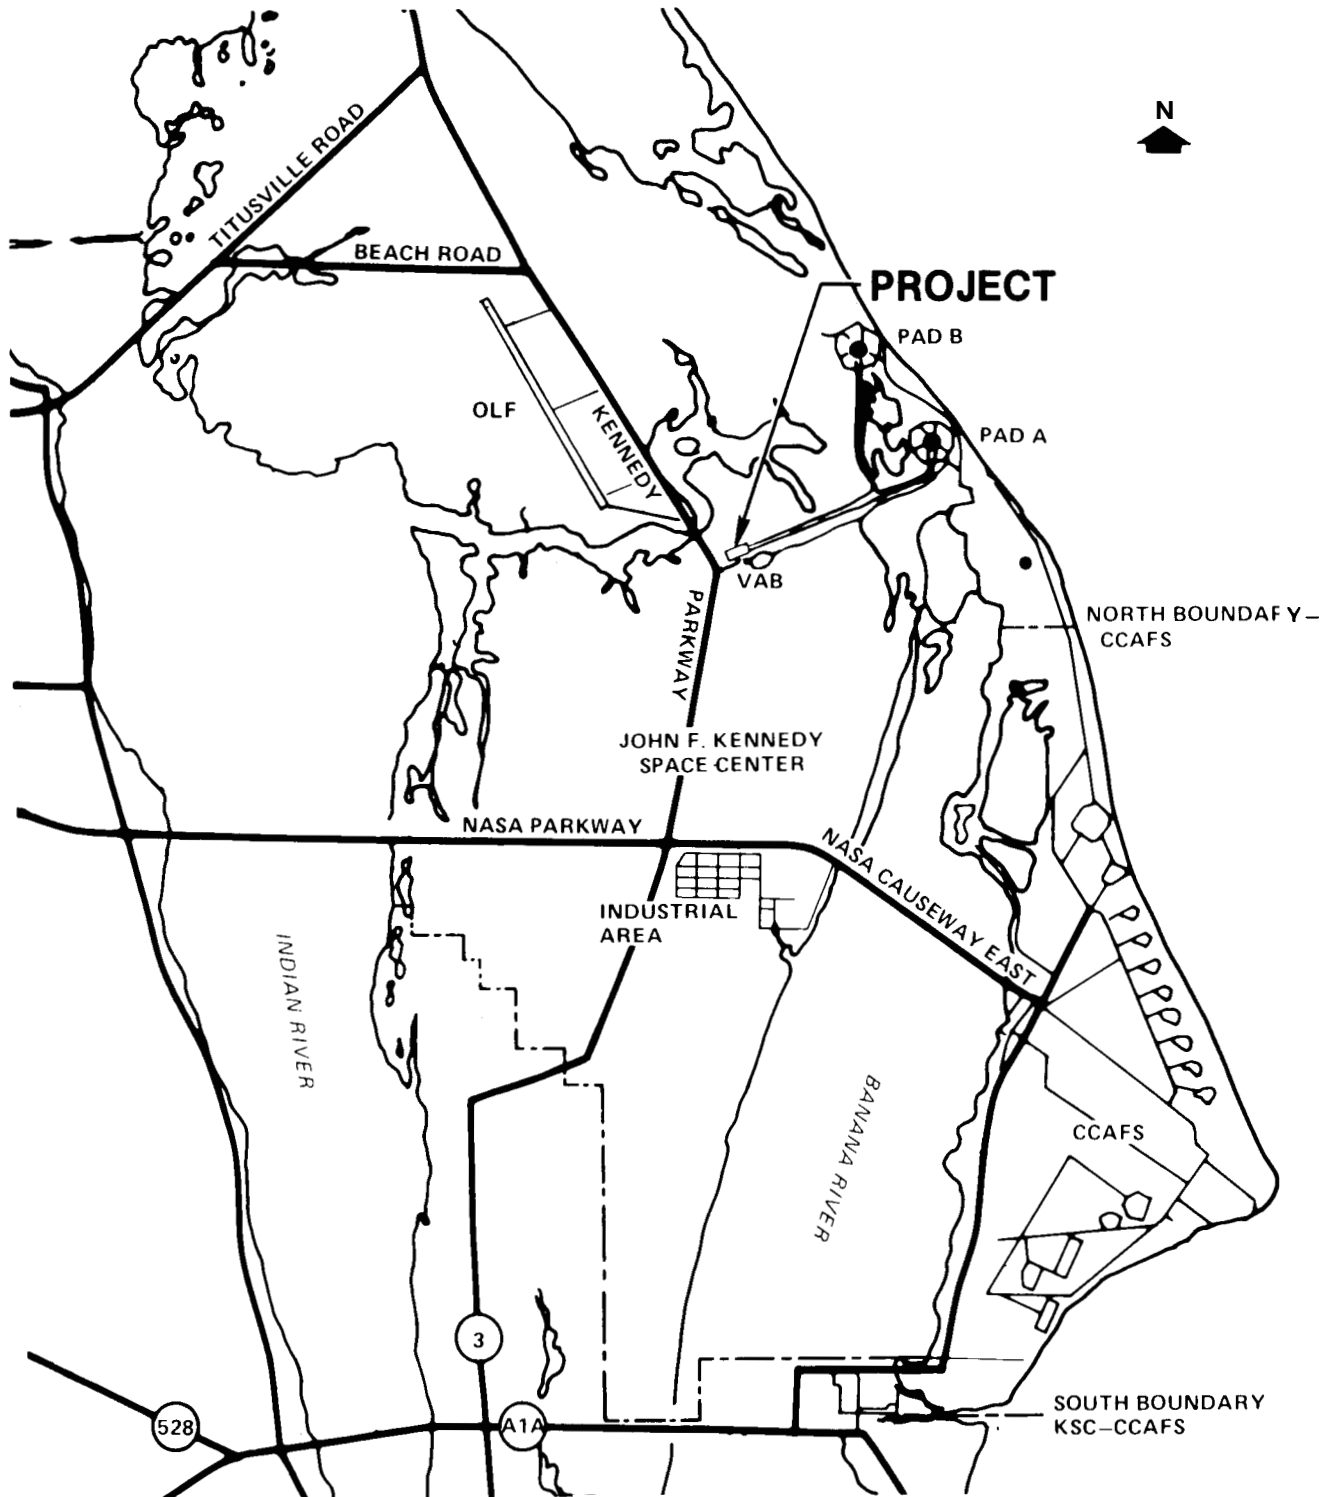 N
TITUSVILLE ROAD
BEACH ROAD
PROJECT
PAD B
OLF
KENNEDY
PAD A
VAB
PARKWAY
NORTH BOUNDARY–
CCAFS
JOHN F. KENNEDY
SPACE CENTER
NASA PARKWAY
NASA CAUSEWAY EAST
INDUSTRIAL
AREA
INDIAN RIVER
BANANA RIVER
CCAFS
3
528
A1A
SOUTH BOUNDARY
KSC–CCAFS